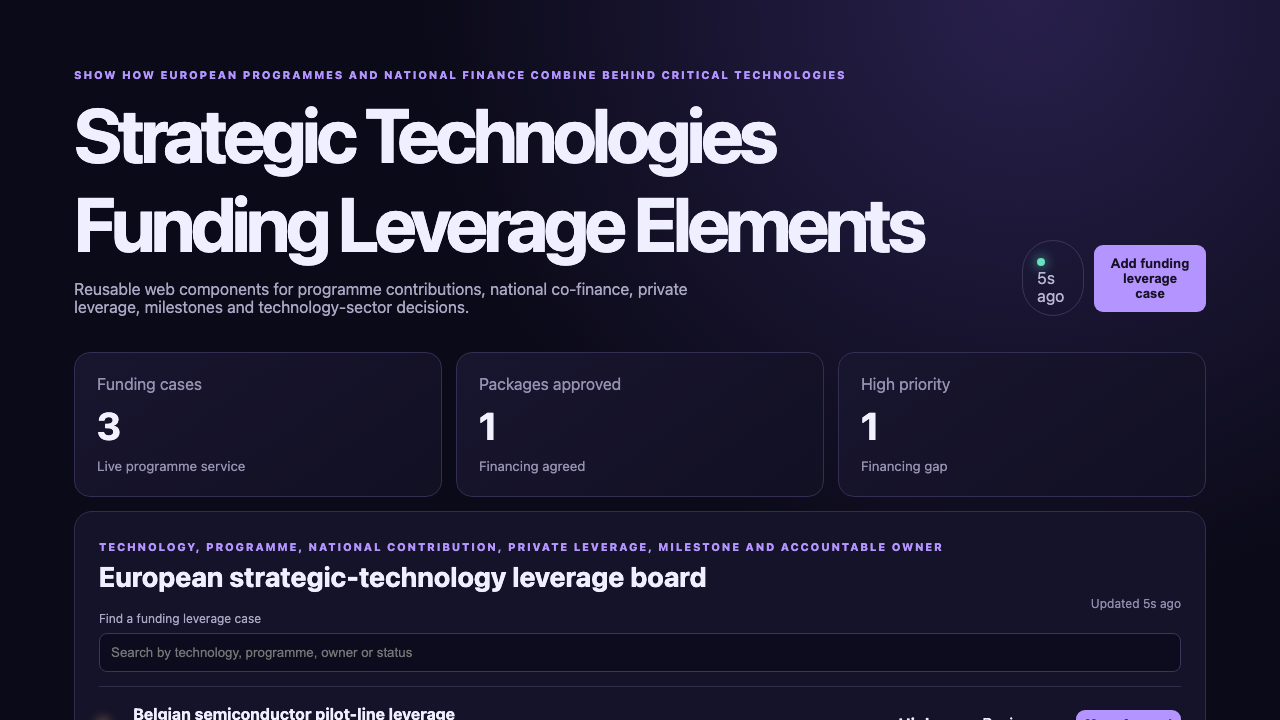 SHOW HOW EUROPEAN PROGRAMMES AND NATIONAL FINANCE COMBINE BEHIND CRITICAL TECHNOLOGIES
Strategic Technologies
Funding Leverage Elements
Reusable web components for programme contributions, national co-finance, private
leverage, milestones and technology-sector decisions.
5s
ago
Add funding
leverage
case
Funding cases
3
Live programme service
Packages approved
1
Financing agreed
High priority
1
Financing gap
TECHNOLOGY, PROGRAMME, NATIONAL CONTRIBUTION, PRIVATE LEVERAGE, MILESTONE AND ACCOUNTABLE OWNER
European strategic-technology leverage board
Updated 5s ago
Find a funding leverage case
Search by technology, programme, owner or status
Belgian semiconductor pilot-line leverage